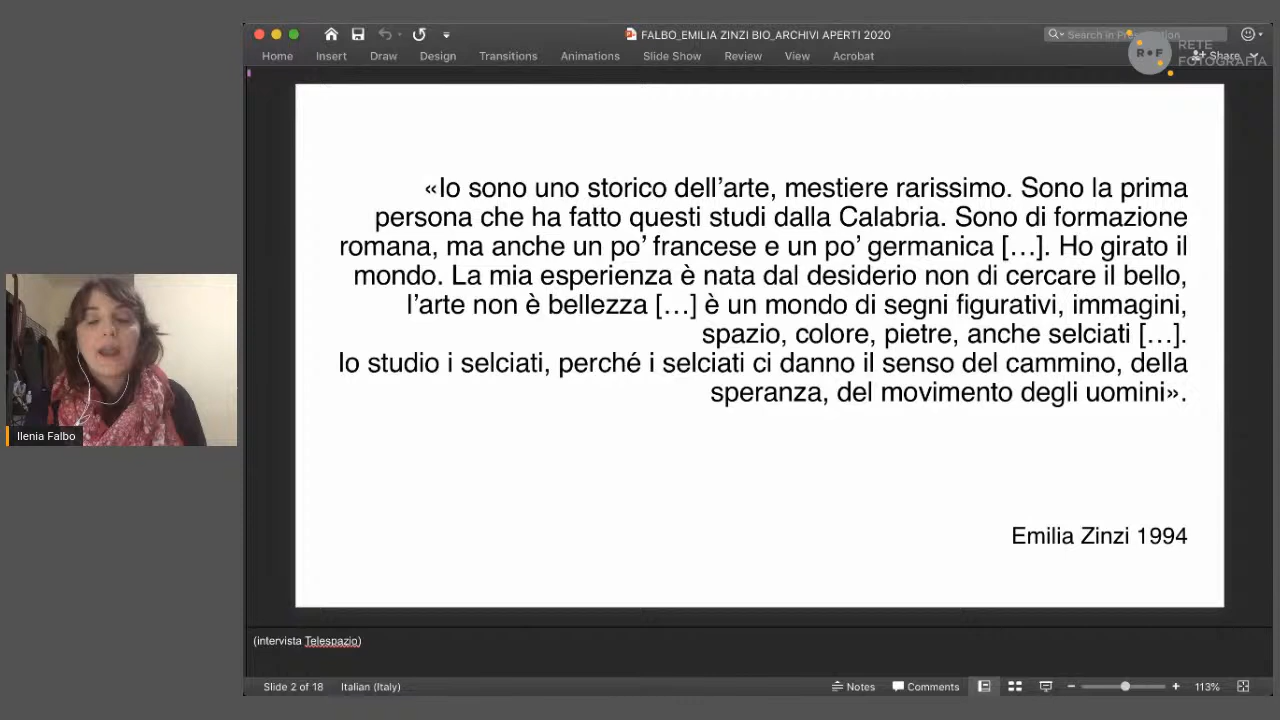 FALBO_EMILIA ZINZI BIO_ARCHIVI APERTI 2020
Search in Presentation
Home Insert Draw Design Transitions Animations Slide Show Review View Acrobat
Share
R•F RETE
FOTOGRAFIA
«Io sono uno storico dell’arte, mestiere rarissimo. Sono la prima
persona che ha fatto questi studi dalla Calabria. Sono di formazione
romana, ma anche un po’ francese e un po’ germanica […]. Ho girato il
mondo. La mia esperienza è nata dal desiderio non di cercare il bello,
l’arte non è bellezza […] è un mondo di segni figurativi, immagini,
spazio, colore, pietre, anche selciati […].
Io studio i selciati, perché i selciati ci danno il senso del cammino, della
speranza, del movimento degli uomini».
Emilia Zinzi 1994
Ilenia Falbo
(intervista Telespazio)
Slide 2 of 18 Italian (Italy) Notes Comments 113%